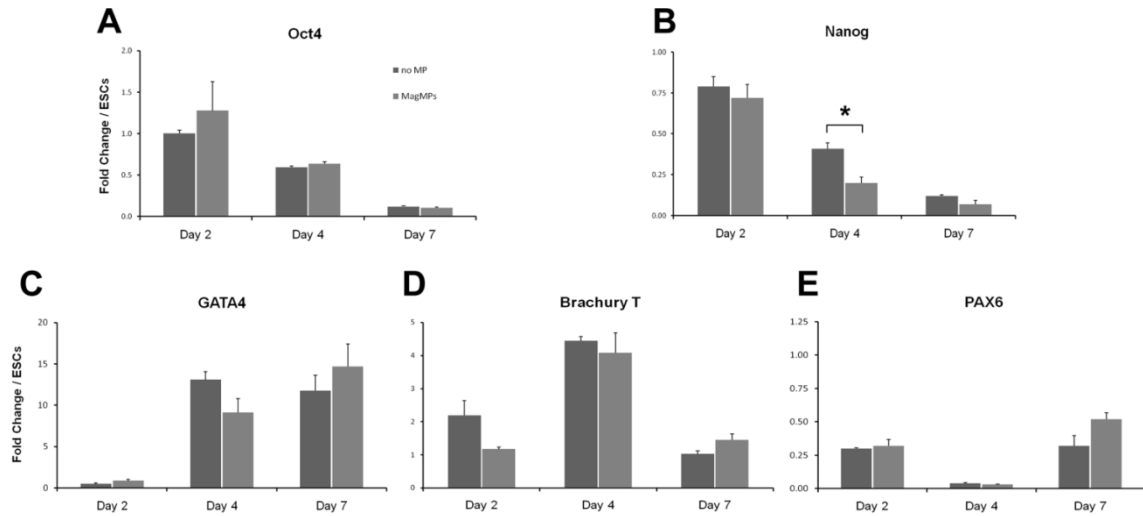 A
Oct4
Fold Change / ESCs
2.0
1.5
1.0
0.5
0.0
no MP
MagMPs
Day 2 Day 4 Day 7
B
Nanog
1.00
0.75
0.50
0.25
0.00
*
Day 2 Day 4 Day 7
C
GATA4
Fold Change / ESCs
20
15
10
5
0
Day 2 Day 4 Day 7
D
Brachury T
5
4
3
2
1
0
Day 2 Day 4 Day 7
E
PAX6
1.25
1.00
0.75
0.50
0.25
0.00
Day 2 Day 4 Day 7